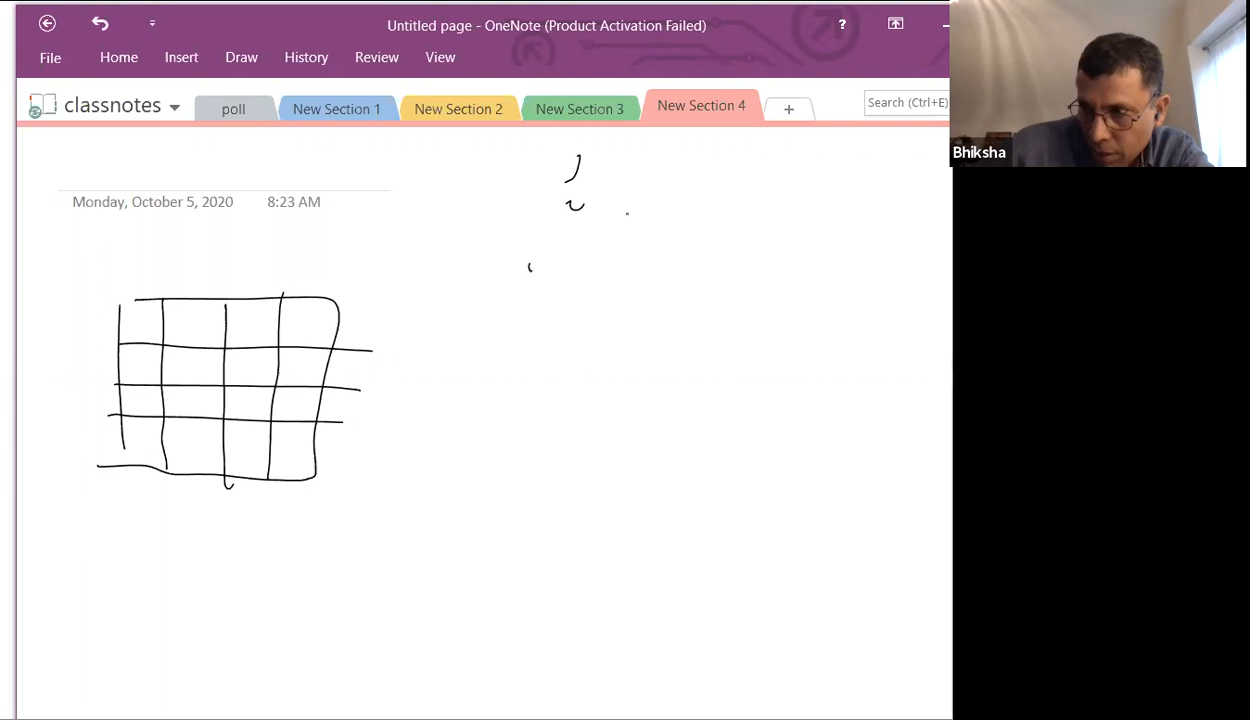 Untitled page - OneNote (Product Activation Failed) ?
File Home Insert Draw History Review View
classnotes poll New Section 1 New Section 2 New Section 3 New Section 4 + Search (Ctrl+E)
Bhiksha
Monday, October 5, 2020 8:23 AM